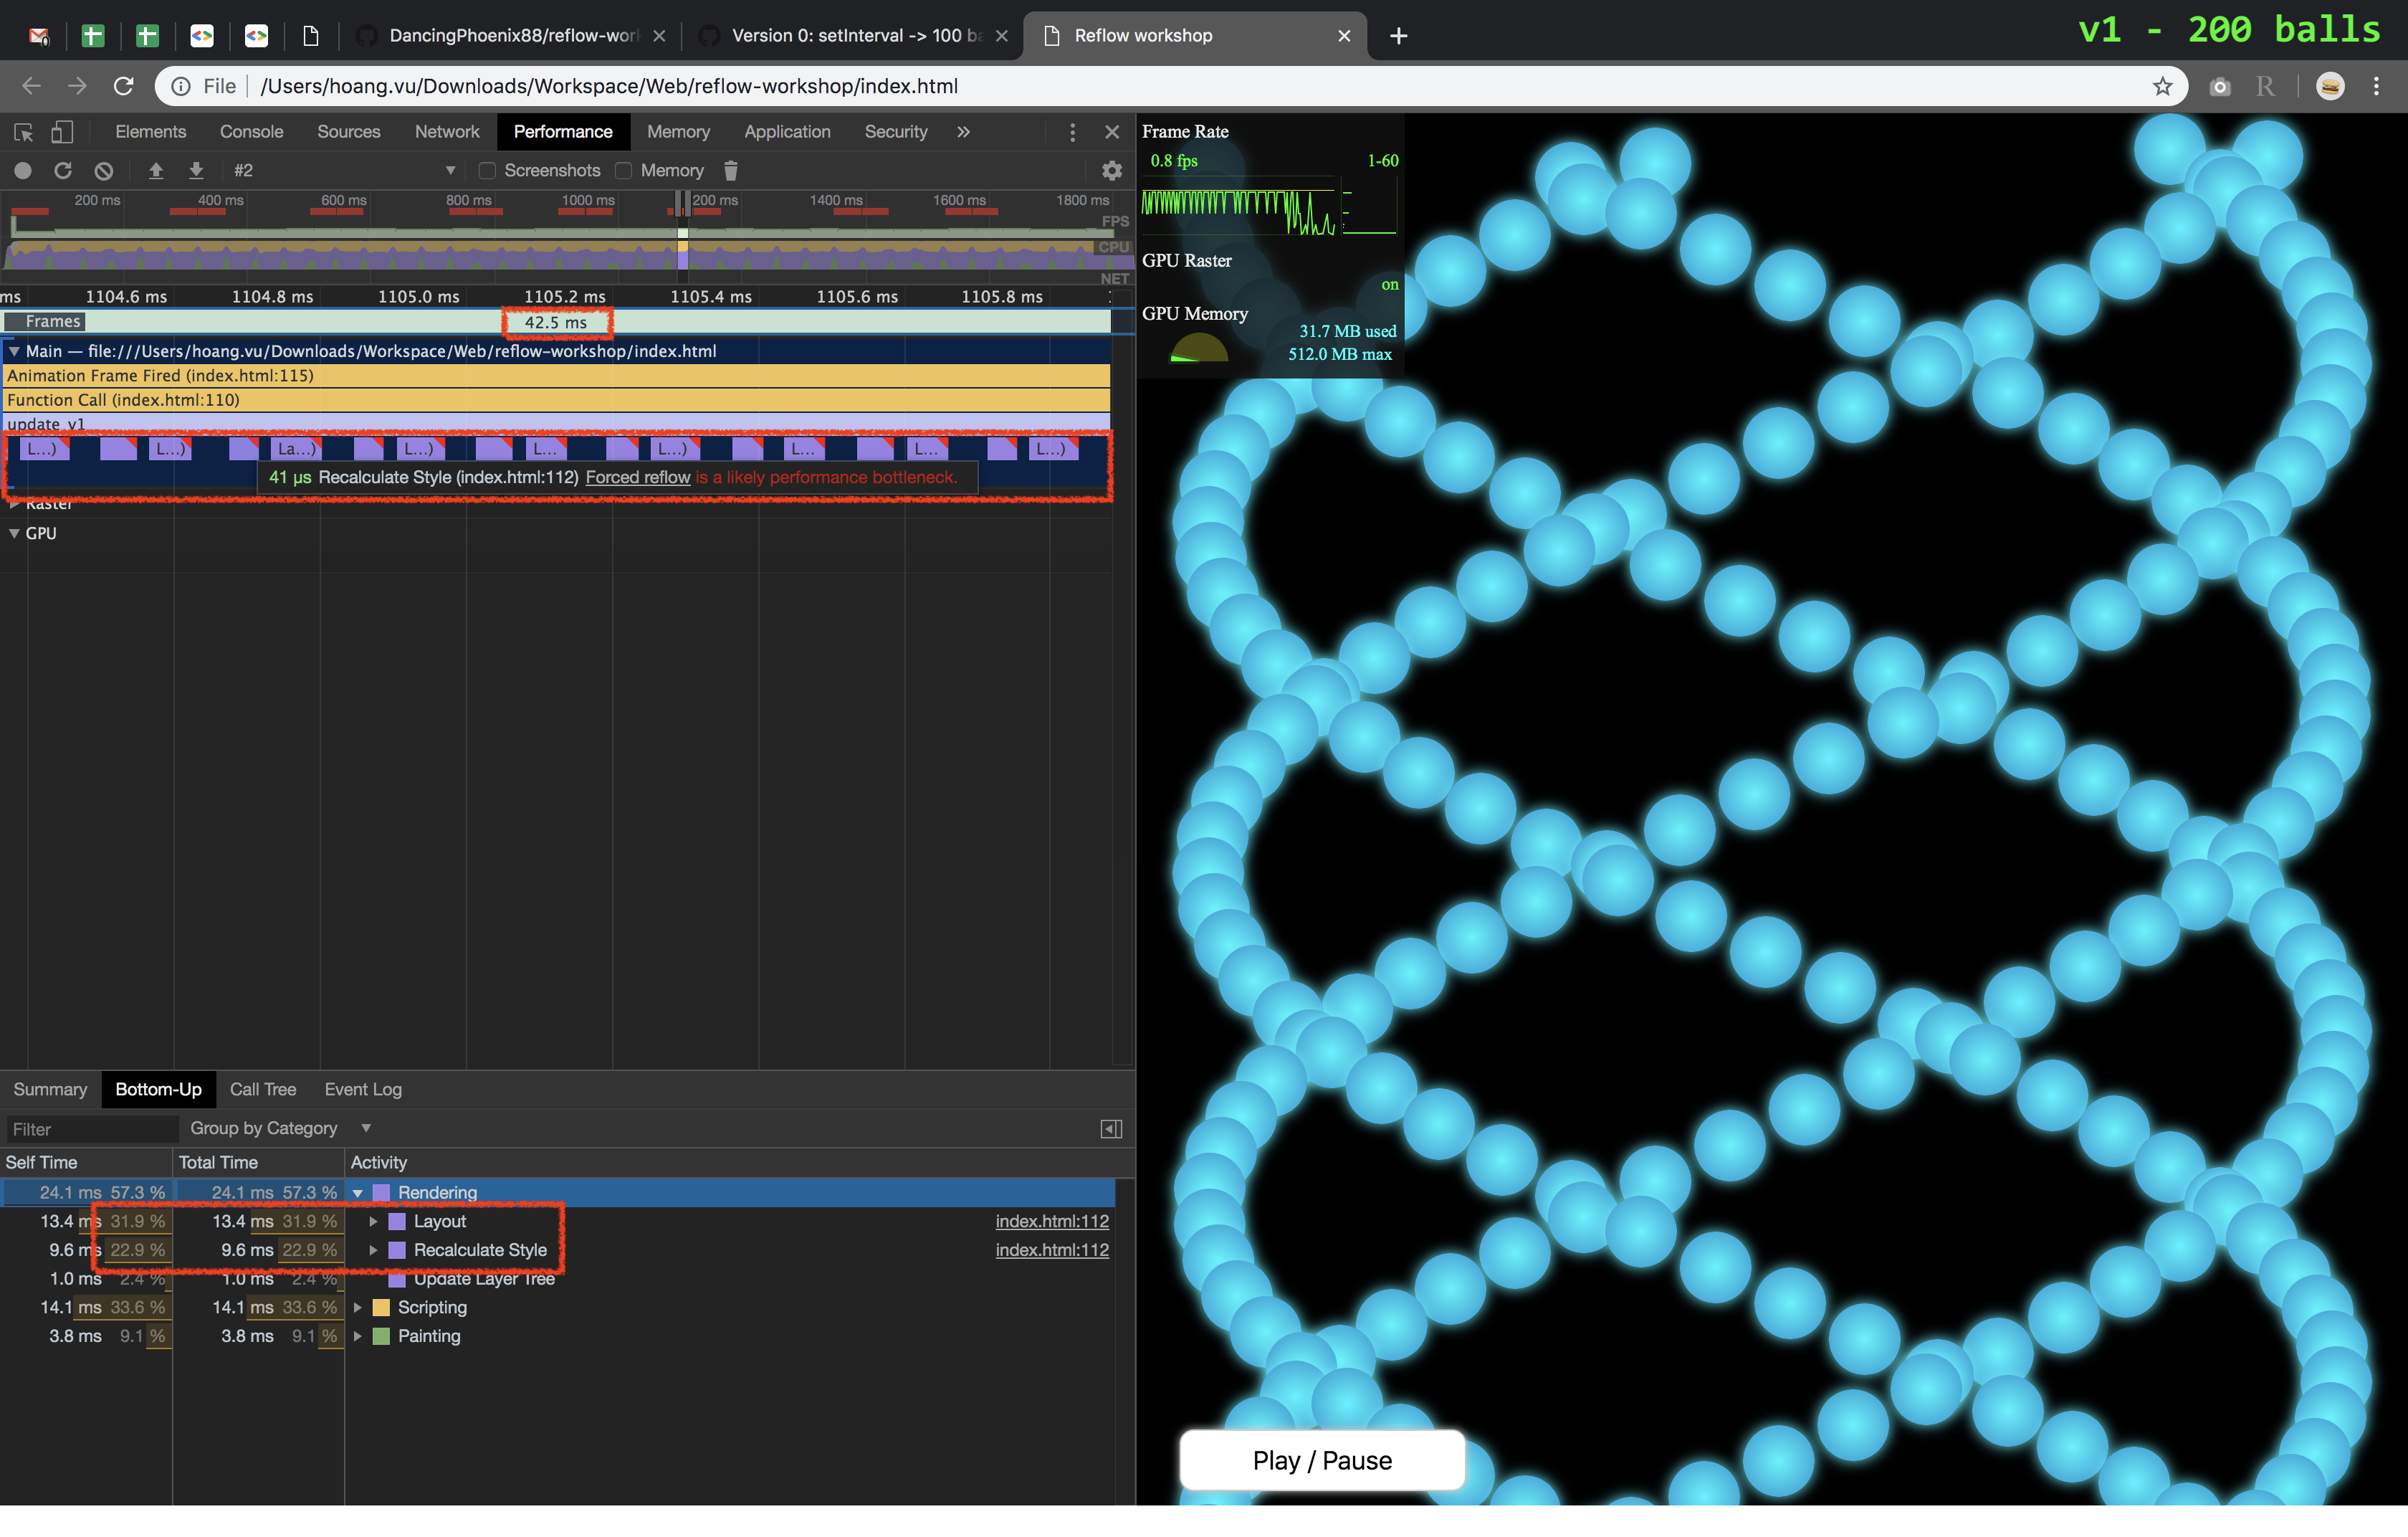 DancingPhoenix88/reflow-work
Version 0: setInterval -> 100 ba
Reflow workshop
v1 - 200 balls
File /Users/hoang.vu/Downloads/Workspace/Web/reflow-workshop/index.html
Elements Console Sources Network Performance Memory Application Security »
#2 Screenshots Memory
200 ms 400 ms 600 ms 800 ms 1000 ms 200 ms 1400 ms 1600 ms 1800 ms
FPS
CPU
NET
ms 1104.6 ms 1104.8 ms 1105.0 ms 1105.2 ms 1105.4 ms 1105.6 ms 1105.8 ms
Frames 42.5 ms
Main — file:///Users/hoang.vu/Downloads/Workspace/Web/reflow-workshop/index.html
Animation Frame Fired (index.html:115)
Function Call (index.html:110)
update_v1
L...) L...) La...) L...) L... L...) L... L... L...)
41 μs Recalculate Style (index.html:112) Forced reflow is a likely performance bottleneck.
Raster
GPU
Summary Bottom-Up Call Tree Event Log
Filter Group by Category
Self Time Total Time Activity
24.1 ms 57.3 % 24.1 ms 57.3 % Rendering
13.4 ms 31.9 % 13.4 ms 31.9 % Layout index.html:112
9.6 ms 22.9 % 9.6 ms 22.9 % Recalculate Style index.html:112
1.0 ms 2.4 % 1.0 ms 2.4 % Update Layer Tree
14.1 ms 33.6 % 14.1 ms 33.6 % Scripting
3.8 ms 9.1 % 3.8 ms 9.1 % Painting
Frame Rate
0.8 fps 1-60
GPU Raster
on
GPU Memory
31.7 MB used
512.0 MB max
Play / Pause